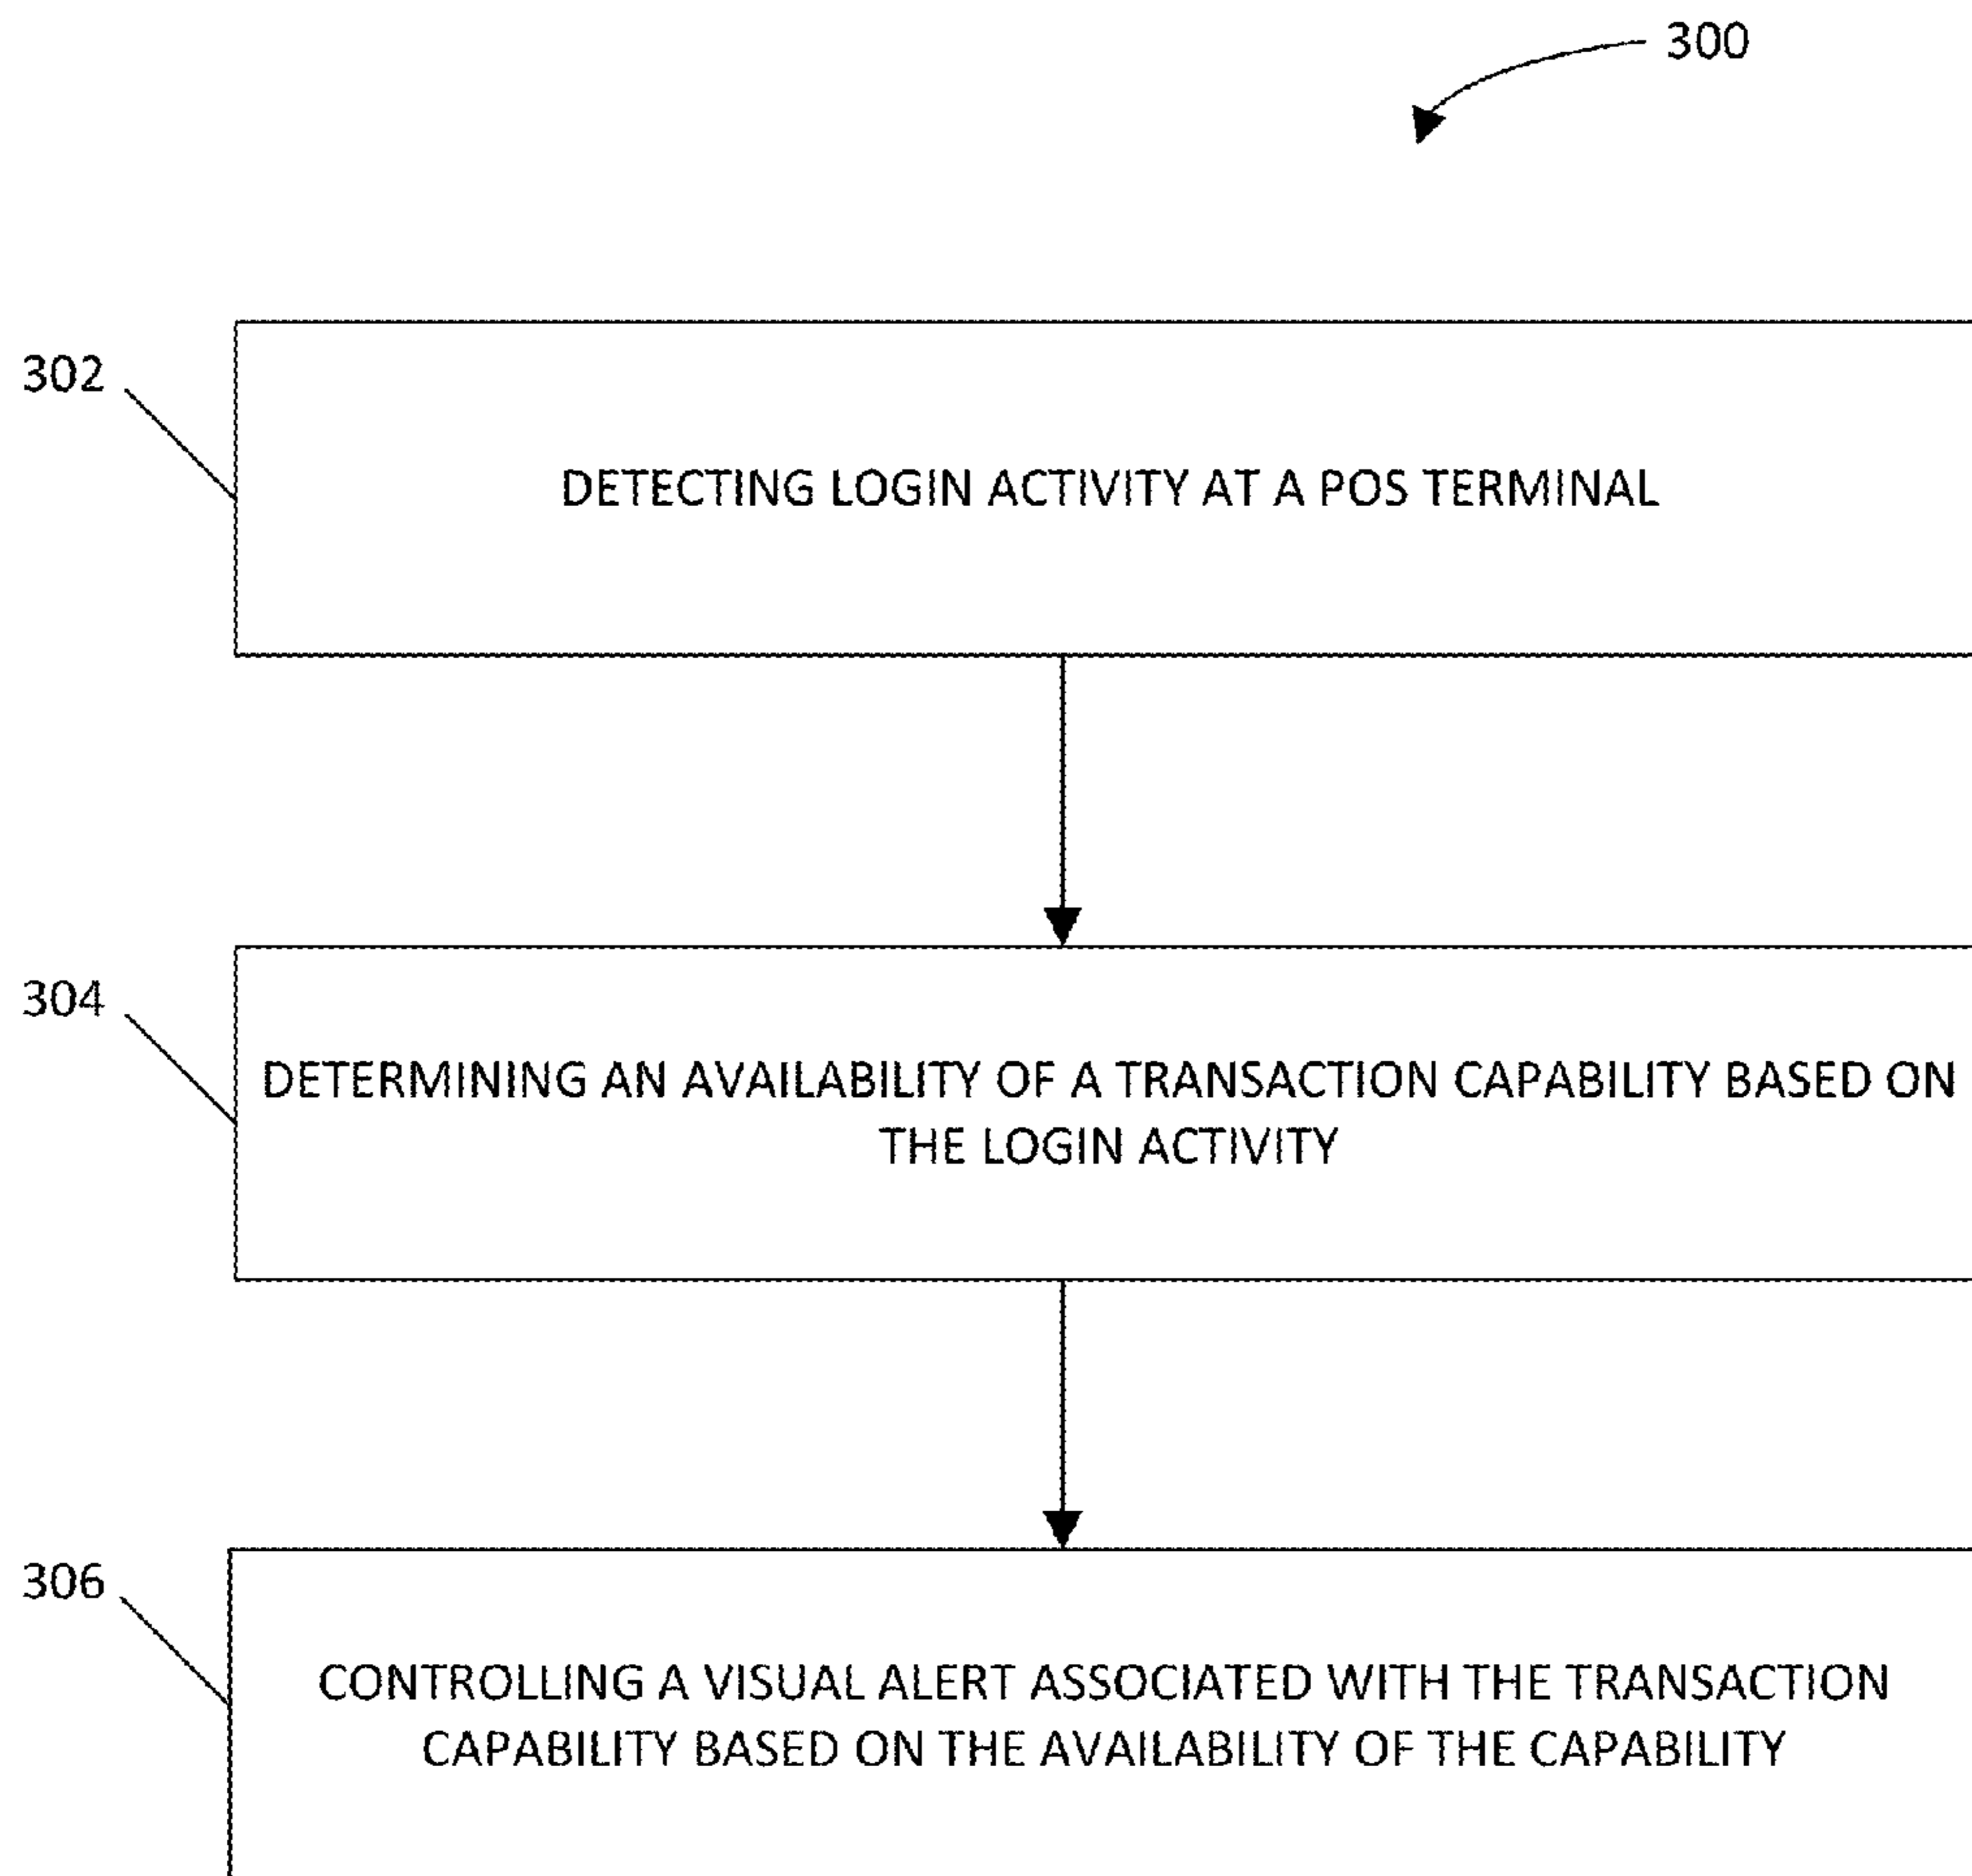 300
302
DETECTING LOGIN ACTIVITY AT A POS TERMINAL
304
DETERMINING AN AVAILABILITY OF A TRANSACTION CAPABILITY BASED ON
THE LOGIN ACTIVITY
306
CONTROLLING A VISUAL ALERT ASSOCIATED WITH THE TRANSACTION
CAPABILITY BASED ON THE AVAILABILITY OF THE CAPABILITY